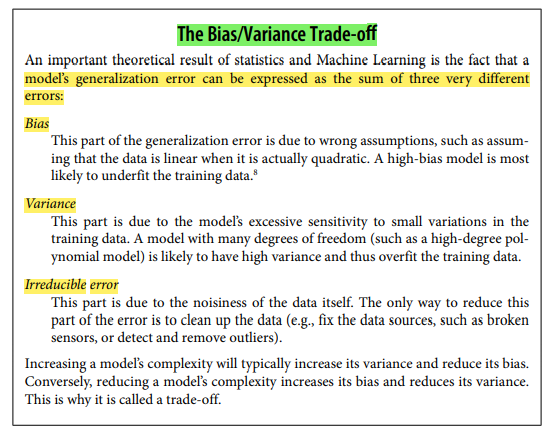 The Bias/Variance Trade-off
An important theoretical result of statistics and Machine Learning is the fact that a
model’s generalization error can be expressed as the sum of three very different
errors:
Bias
This part of the generalization error is due to wrong assumptions, such as assum-
ing that the data is linear when it is actually quadratic. A high-bias model is most
likely to underfit the training data.⁸
Variance
This part is due to the model’s excessive sensitivity to small variations in the
training data. A model with many degrees of freedom (such as a high-degree pol-
ynomial model) is likely to have high variance and thus overfit the training data.
Irreducible error
This part is due to the noisiness of the data itself. The only way to reduce this
part of the error is to clean up the data (e.g., fix the data sources, such as broken
sensors, or detect and remove outliers).
Increasing a model’s complexity will typically increase its variance and reduce its bias.
Conversely, reducing a model’s complexity increases its bias and reduces its variance.
This is why it is called a trade-off.